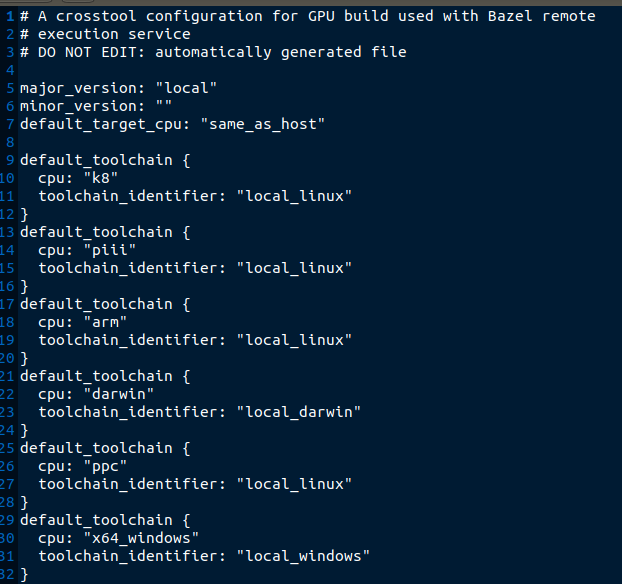 1 # A crosstool configuration for GPU build used with Bazel remote
2 # execution service
3 # DO NOT EDIT: automatically generated file
4
5 major_version: "local"
6 minor_version: ""
7 default_target_cpu: "same_as_host"
8
9 default_toolchain {
10   cpu: "k8"
11   toolchain_identifier: "local_linux"
12 }
13 default_toolchain {
14   cpu: "piii"
15   toolchain_identifier: "local_linux"
16 }
17 default_toolchain {
18   cpu: "arm"
19   toolchain_identifier: "local_linux"
20 }
21 default_toolchain {
22   cpu: "darwin"
23   toolchain_identifier: "local_darwin"
24 }
25 default_toolchain {
26   cpu: "ppc"
27   toolchain_identifier: "local_linux"
28 }
29 default_toolchain {
30   cpu: "x64_windows"
31   toolchain_identifier: "local_windows"
32 }